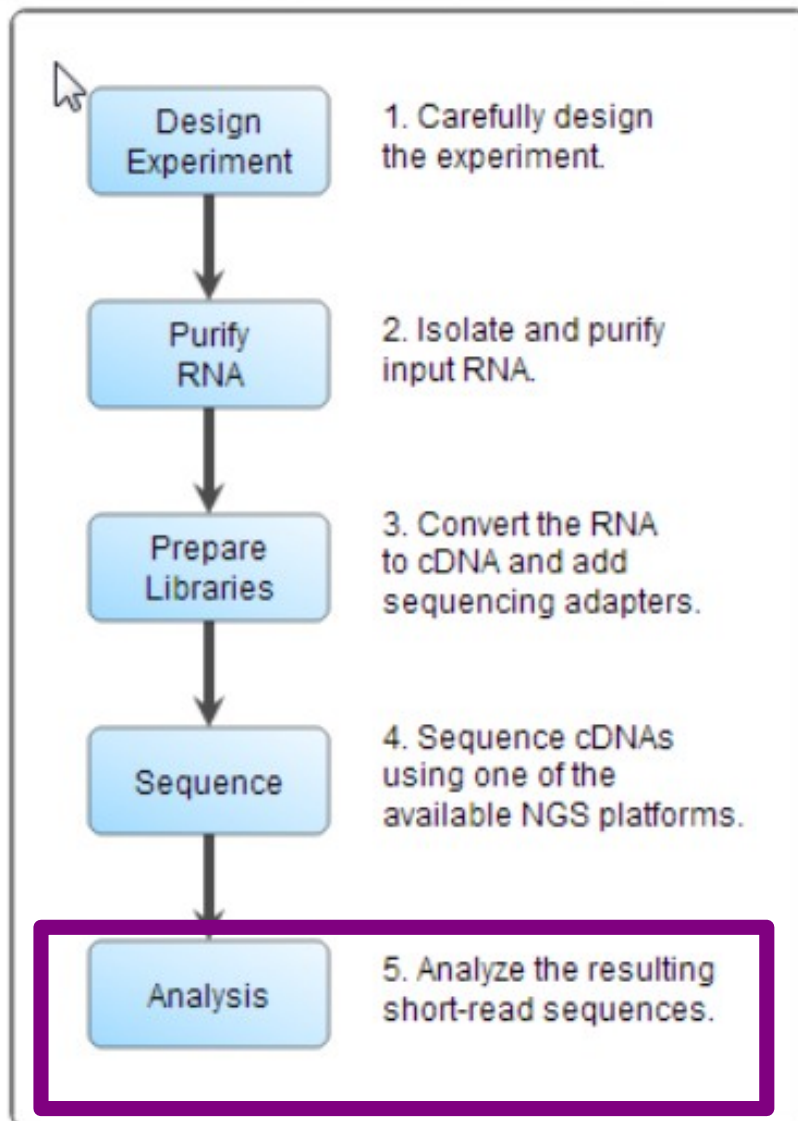 Design
Experiment
1. Carefully design
the experiment.
Purify
RNA
2. Isolate and purify
input RNA.
Prepare
Libraries
3. Convert the RNA
to cDNA and add
sequencing adapters.
Sequence
4. Sequence cDNAs
using one of the
available NGS platforms.
Analysis
5. Analyze the resulting
short-read sequences.